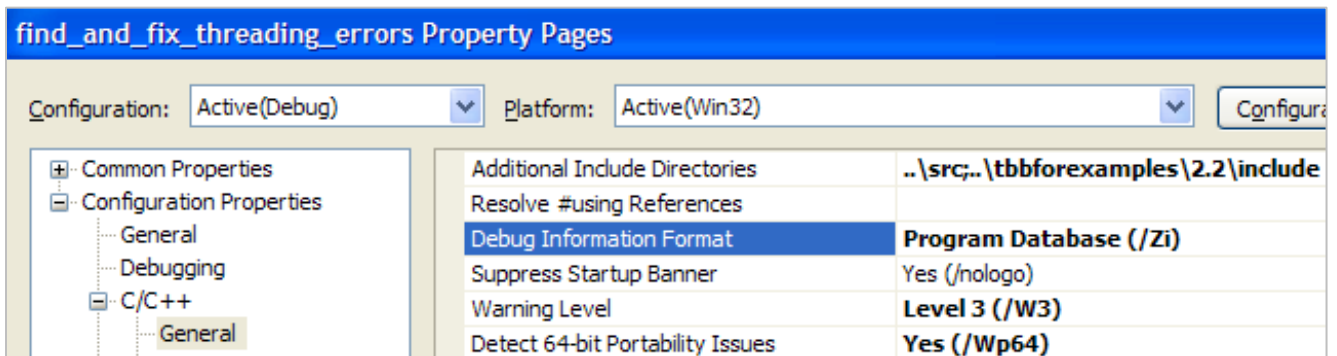 find_and_fix_threading_errors Property Pages
Configuration: Active(Debug) Platform: Active(Win32)
Common Properties
Configuration Properties
General
Debugging
C/C++
General
Additional Include Directories ..\src;..\tbbforexamples\2.2\include
Resolve #using References
Debug Information Format Program Database (/Zi)
Suppress Startup Banner Yes (/nologo)
Warning Level Level 3 (/W3)
Detect 64-bit Portability Issues Yes (/Wp64)